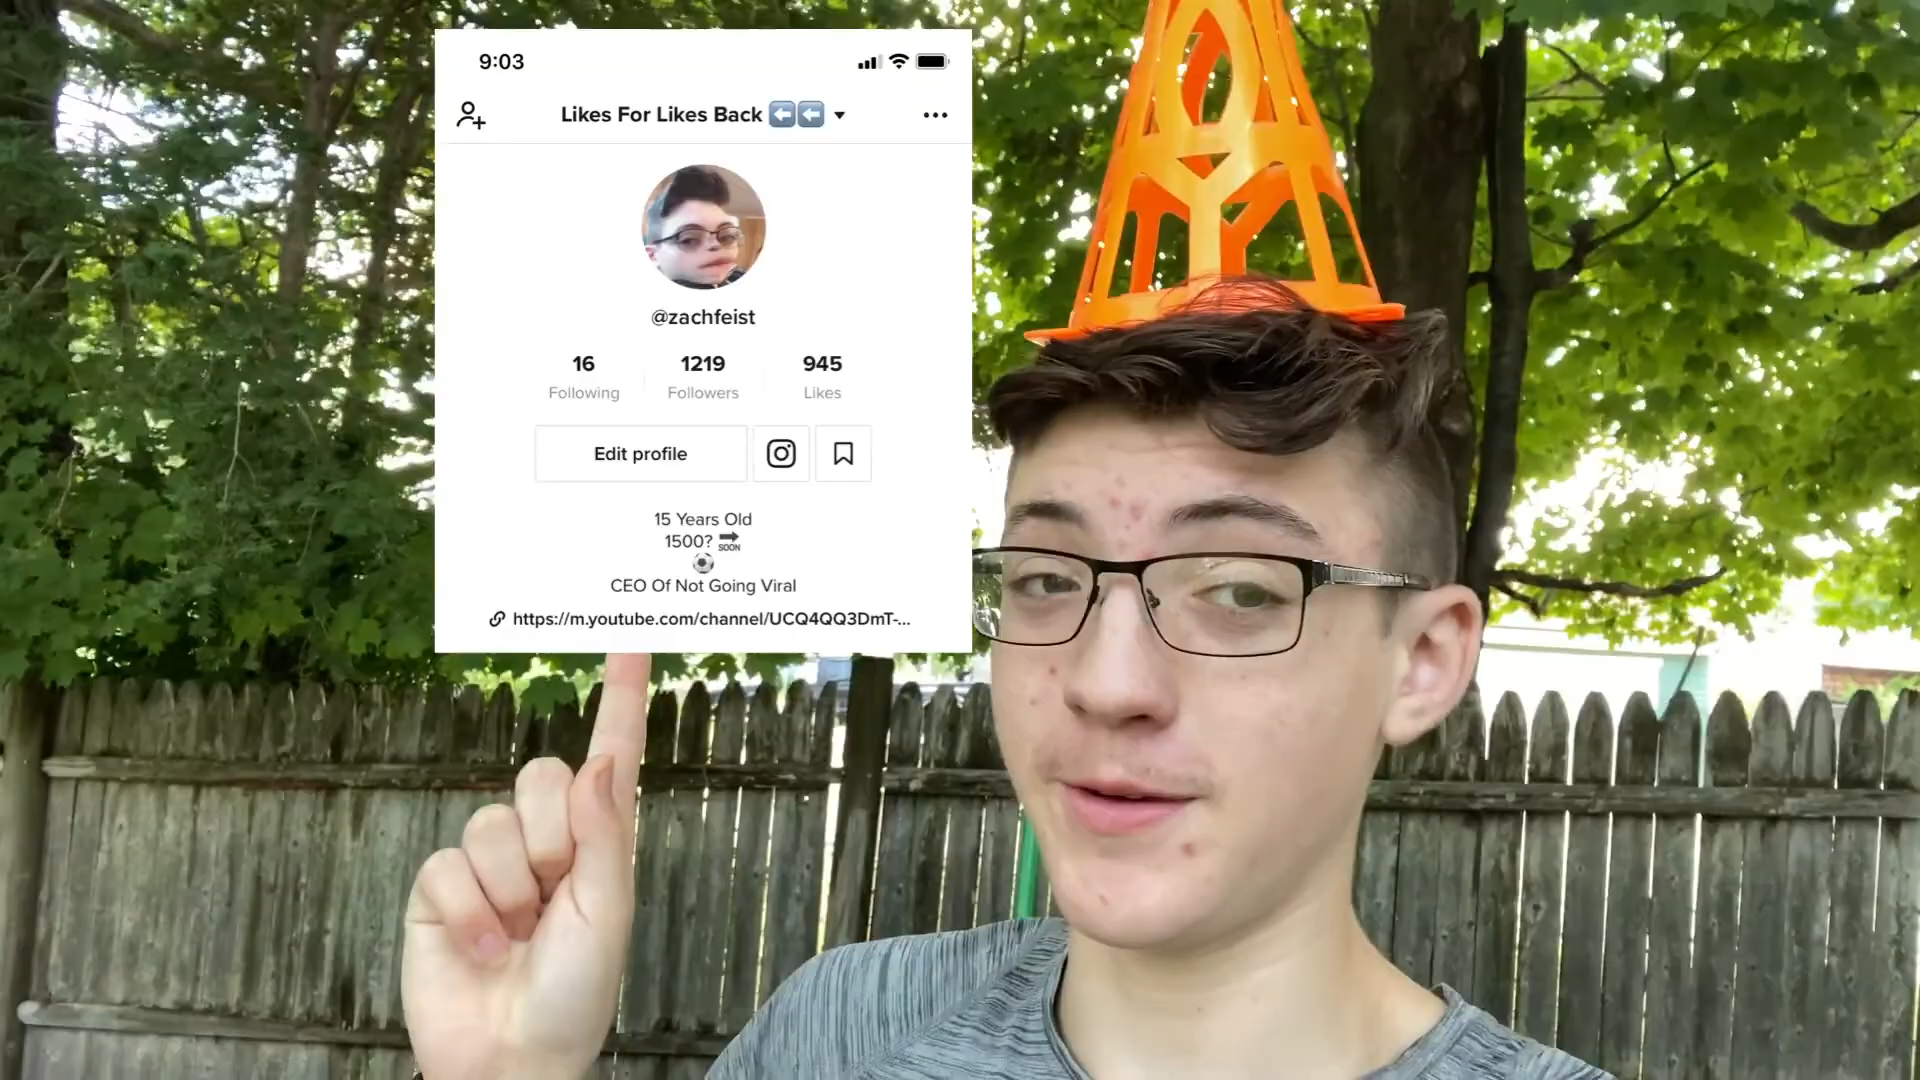 9:03
Likes For Likes Back ⬅️⬅️
@zachfeist
16 1219 945
Following Followers Likes
Edit profile
15 Years Old
1500? 🔜
SOON
⚽
CEO Of Not Going Viral
https://m.youtube.com/channel/UCQ4QQ3DmT-...